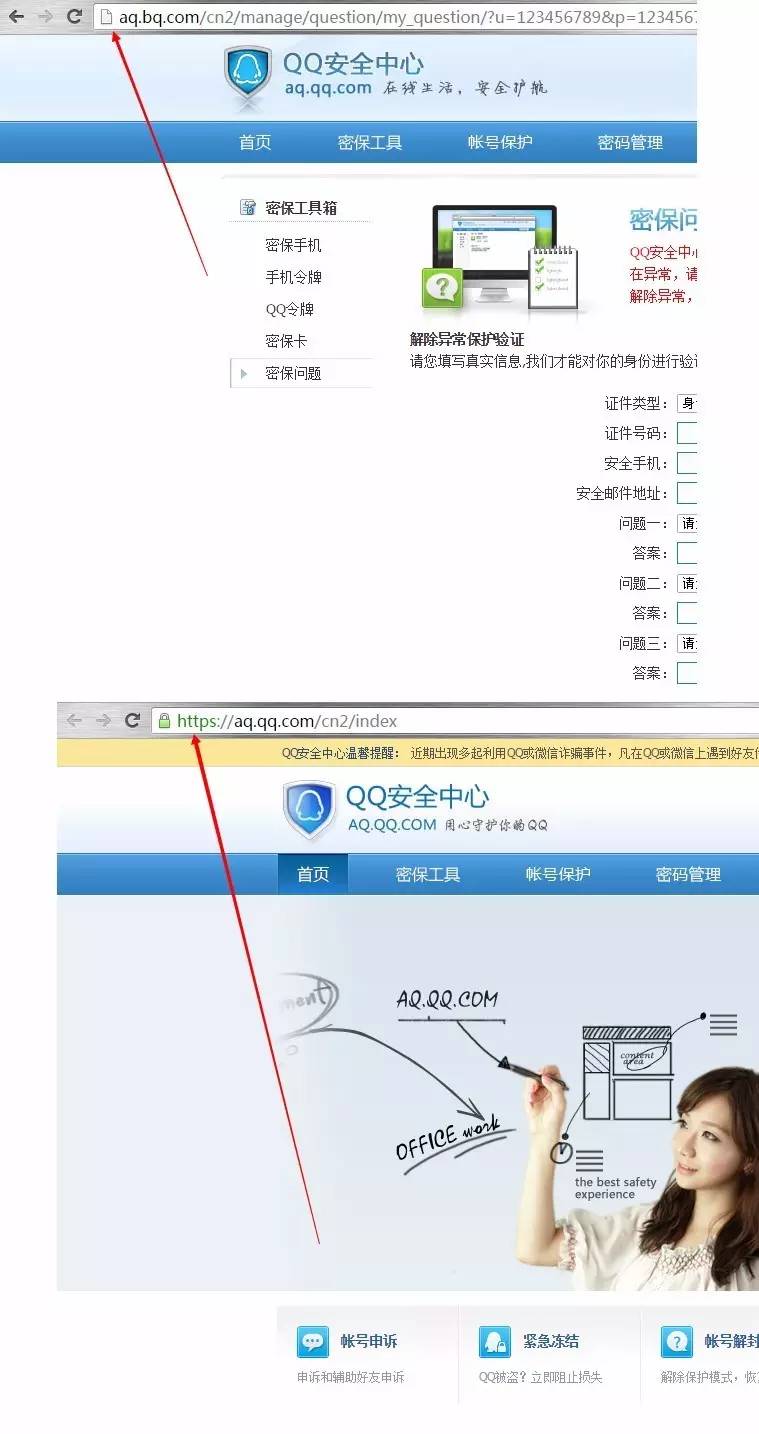 aq.bq.com/cn2/manage/question/my_question/?u=123456789&p=123456
QQ安全中心
aq.qq.com 在线生活，安全护航
首页 密保工具 帐号保护 密码管理
密保工具箱
密保手机
手机令牌
QQ令牌
密保卡
密保问题
密保问
QQ安全中
在异常，请
解除异常，
解除异常保护验证
请您填写真实信息,我们才能对你的身份进行验
证件类型： 身
证件号码：
安全手机：
安全邮件地址：
问题一： 请
答案：
问题二： 请
答案：
问题三： 请
答案：
https://aq.qq.com/cn2/index
QQ安全中心温馨提醒： 近期出现多起利用QQ或微信诈骗事件，凡在QQ或微信上遇到好友
QQ安全中心
AQ.QQ.COM 用心守护你的QQ
首页 密保工具 帐号保护 密码管理
AQ.QQ.COM
content
area
OFFICE work
the best safety
experience
帐号申诉 紧急冻结 帐号解封
申诉和辅助好友申诉 QQ被盗？立即阻止损失 解除保护模式，恢